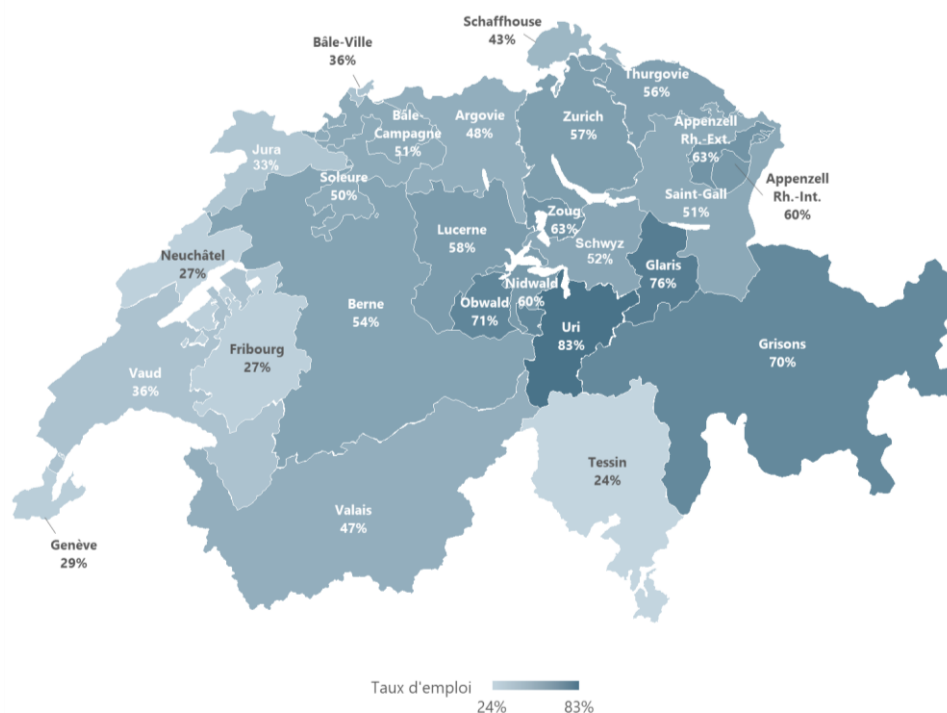 Schaffhouse
43%
Bâle-Ville
36%
Thurgovie
56%
Bâle-
Campagne
51%
Argovie
48%
Zurich
57%
Appenzell
Rh.-Ext.
63%
Jura
33%
Soleure
50%
Appenzell
Rh.-Int.
60%
Saint-Gall
51%
Zoug
63%
Lucerne
58%
Schwyz
52%
Neuchâtel
27%
Glaris
76%
Nidwald
60%
Obwald
71%
Berne
54%
Uri
83%
Grisons
70%
Fribourg
27%
Vaud
36%
Tessin
24%
Valais
47%
Genève
29%
Taux d'emploi
24% 83%